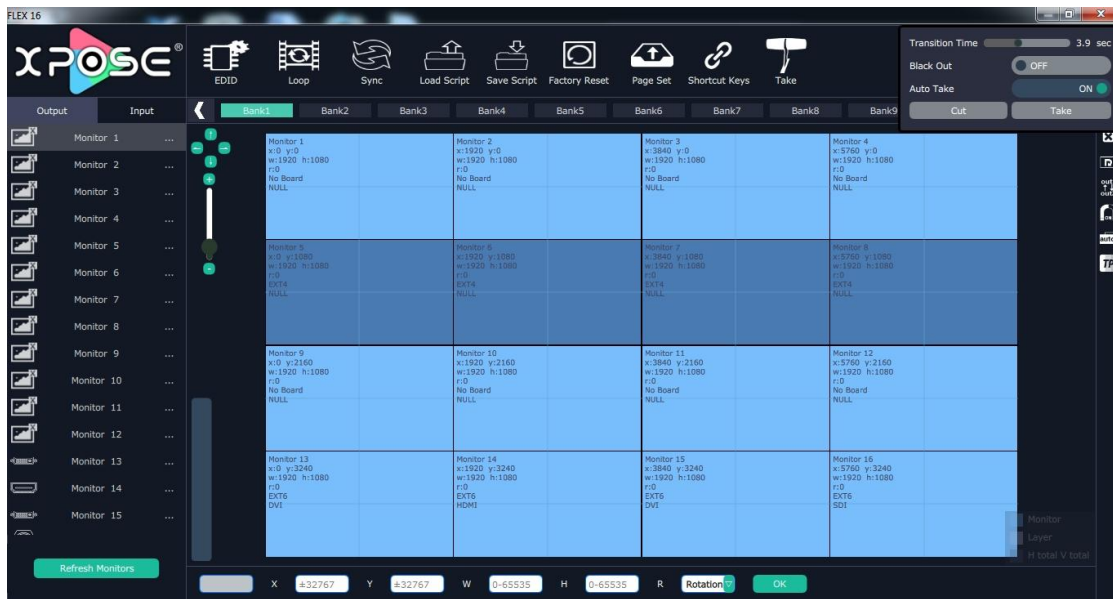 FLEX 16
XPOSE®
EDID
Loop
Sync
Load Script
Save Script
Factory Reset
Page Set
Shortcut Keys
Take
Transition Time 3.9 sec
Black Out OFF
Auto Take ON
Cut Take
Output Input
Bank1 Bank2 Bank3 Bank4 Bank5 Bank6 Bank7 Bank8 Bank9
Monitor 1 ...
Monitor 2 ...
Monitor 3 ...
Monitor 4 ...
Monitor 5 ...
Monitor 6 ...
Monitor 7 ...
Monitor 8 ...
Monitor 9 ...
Monitor 10 ...
Monitor 11 ...
Monitor 12 ...
Monitor 13 ...
Monitor 14 ...
Monitor 15 ...
Refresh Monitors
Monitor 1
x:0 y:0
w:1920 h:1080
r:0
No Board
NULL
Monitor 2
x:1920 y:0
w:1920 h:1080
r:0
No Board
NULL
Monitor 3
x:3840 y:0
w:1920 h:1080
r:0
No Board
NULL
Monitor 4
x:5760 y:0
w:1920 h:1080
r:0
No Board
NULL
Monitor 5
x:0 y:1080
w:1920 h:1080
r:0
EXT4
NULL
Monitor 6
x:1920 y:1080
w:1920 h:1080
r:0
EXT4
NULL
Monitor 7
x:3840 y:1080
w:1920 h:1080
r:0
EXT4
NULL
Monitor 8
x:5760 y:1080
w:1920 h:1080
r:0
EXT4
NULL
Monitor 9
x:0 y:2160
w:1920 h:1080
r:0
No Board
NULL
Monitor 10
x:1920 y:2160
w:1920 h:1080
r:0
No Board
NULL
Monitor 11
x:3840 y:2160
w:1920 h:1080
r:0
No Board
NULL
Monitor 12
x:5760 y:2160
w:1920 h:1080
r:0
No Board
NULL
Monitor 13
x:0 y:3240
w:1920 h:1080
r:0
EXT6
DVI
Monitor 14
x:1920 y:3240
w:1920 h:1080
r:0
EXT6
HDMI
Monitor 15
x:3840 y:3240
w:1920 h:1080
r:0
EXT6
DVI
Monitor 16
x:5760 y:3240
w:1920 h:1080
r:0
EXT6
SDI
out
out
auto
TP
Monitor
Layer
H total V total
X ±32767 Y ±32767 W 0-65535 H 0-65535 R Rotation OK